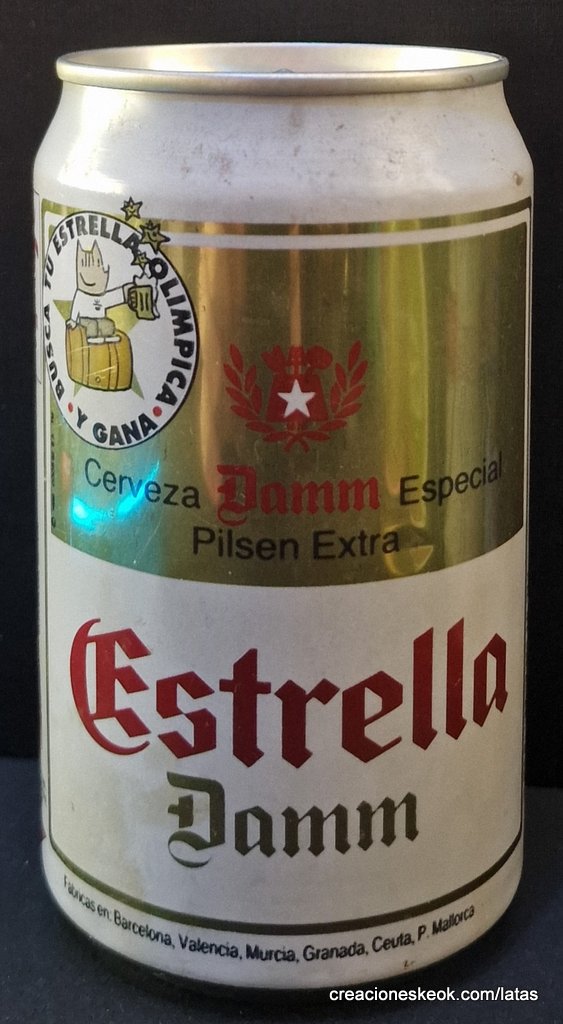 BUSCA TU ESTRELLA OLIMPICA
• Y GANA •
Cerveza Damm Especial
Pilsen Extra
Estrella
Damm
Fábricas en: Barcelona, Valencia, Murcia, Granada, Ceuta, P. Mallorca
creacioneskeok.com/latas